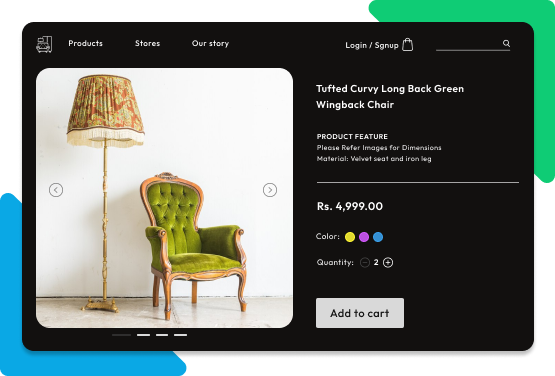 Products
Stores
Our story
Login / Sgnup
Tufted Curvy Long Back Green
Wingback Chair
PRODUCT FEATURE
Please Refer Images for Dimensions
Material: Velvet seat and iron leg
Rs. 4,999.00
Color:
Quantity: 2
Add to cart